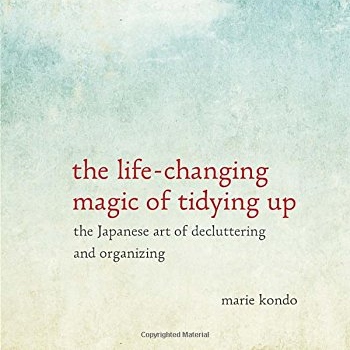 the life-changing
magic of tidying up
the Japanese art of decluttering
and organizing
marie kondo
Copyrighted Material